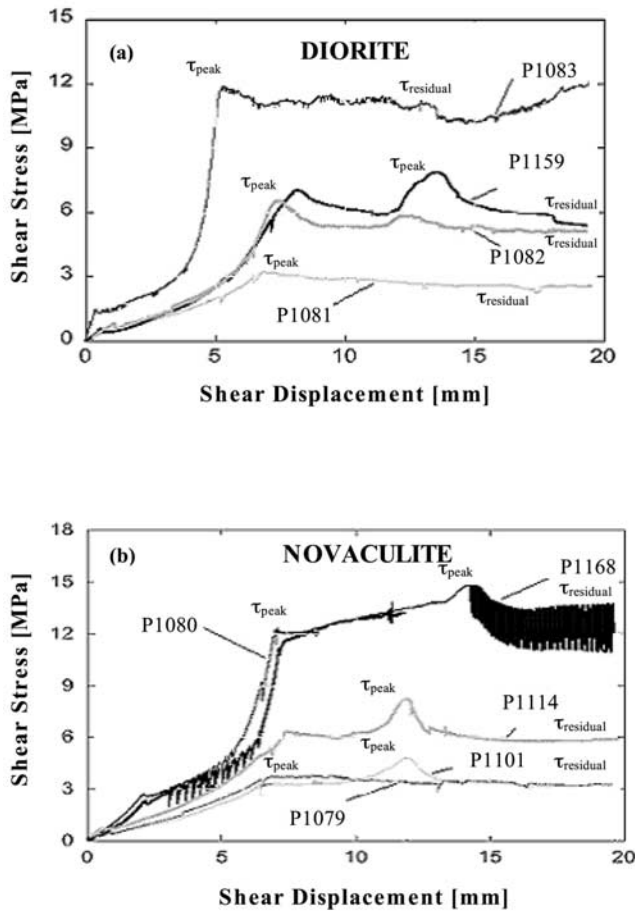 15
(a)
DIORITE
τpeak
P1083
12
τresidual
Shear Stress [MPa]
9
τpeak
P1159
τpeak
6
τresidual
P1082
τresidual
τpeak
3
P1081
τresidual
0
0 5 10 15 20
Shear Displacement [mm]
18
(b)
NOVACULITE
P1168
τpeak
15
τresidual
τpeak
P1080
12
Shear Stress [MPa]
9
τpeak
P1114
6
τresidual
τpeak
τpeak
P1101
τresidual
3
P1079
0
0 5 10 15 20
Shear Displacement [mm]